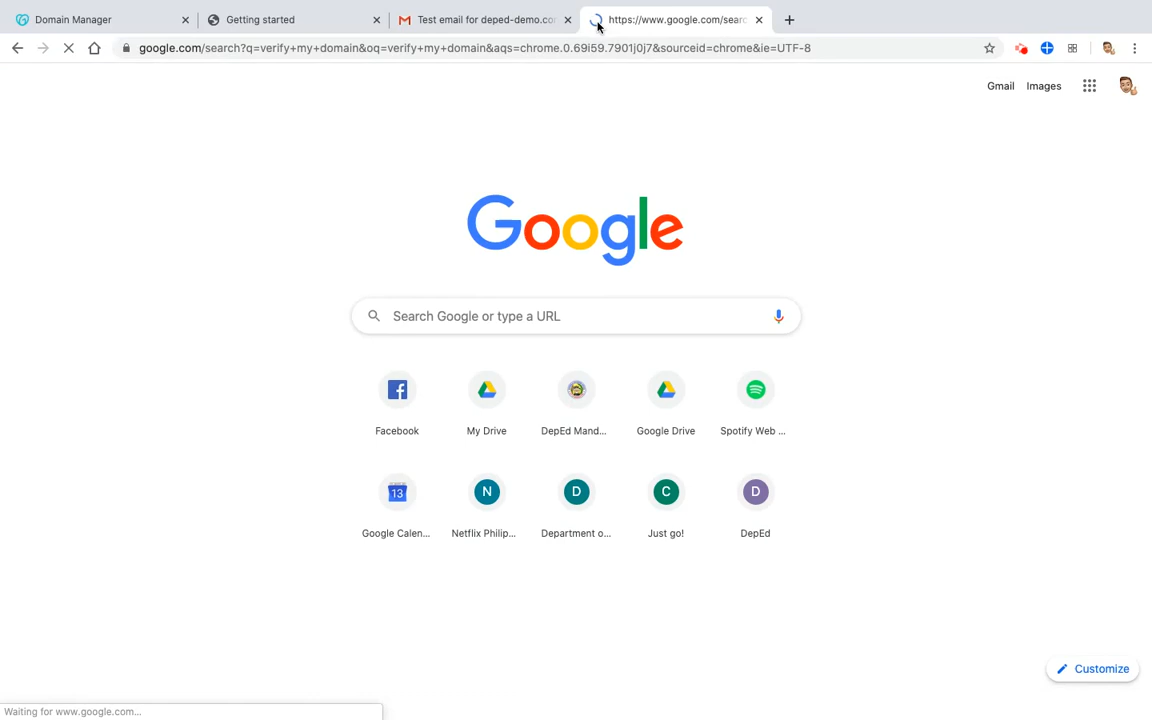 Domain Manager
Getting started
Test email for deped-demo.co
https://www.google.com/searc
google.com/search?q=verify+my+domain&oq=verify+my+domain&aqs=chrome.0.69i59.7901j0j7&sourceid=chrome&ie=UTF-8
Gmail Images
Google
Search Google or type a URL
Facebook
My Drive
DepEd Mand...
Google Drive
Spotify Web ...
13
N
D
C
D
Google Calen...
Netflix Philip...
Department o...
Just go!
DepEd
Customize
Waiting for www.google.com...